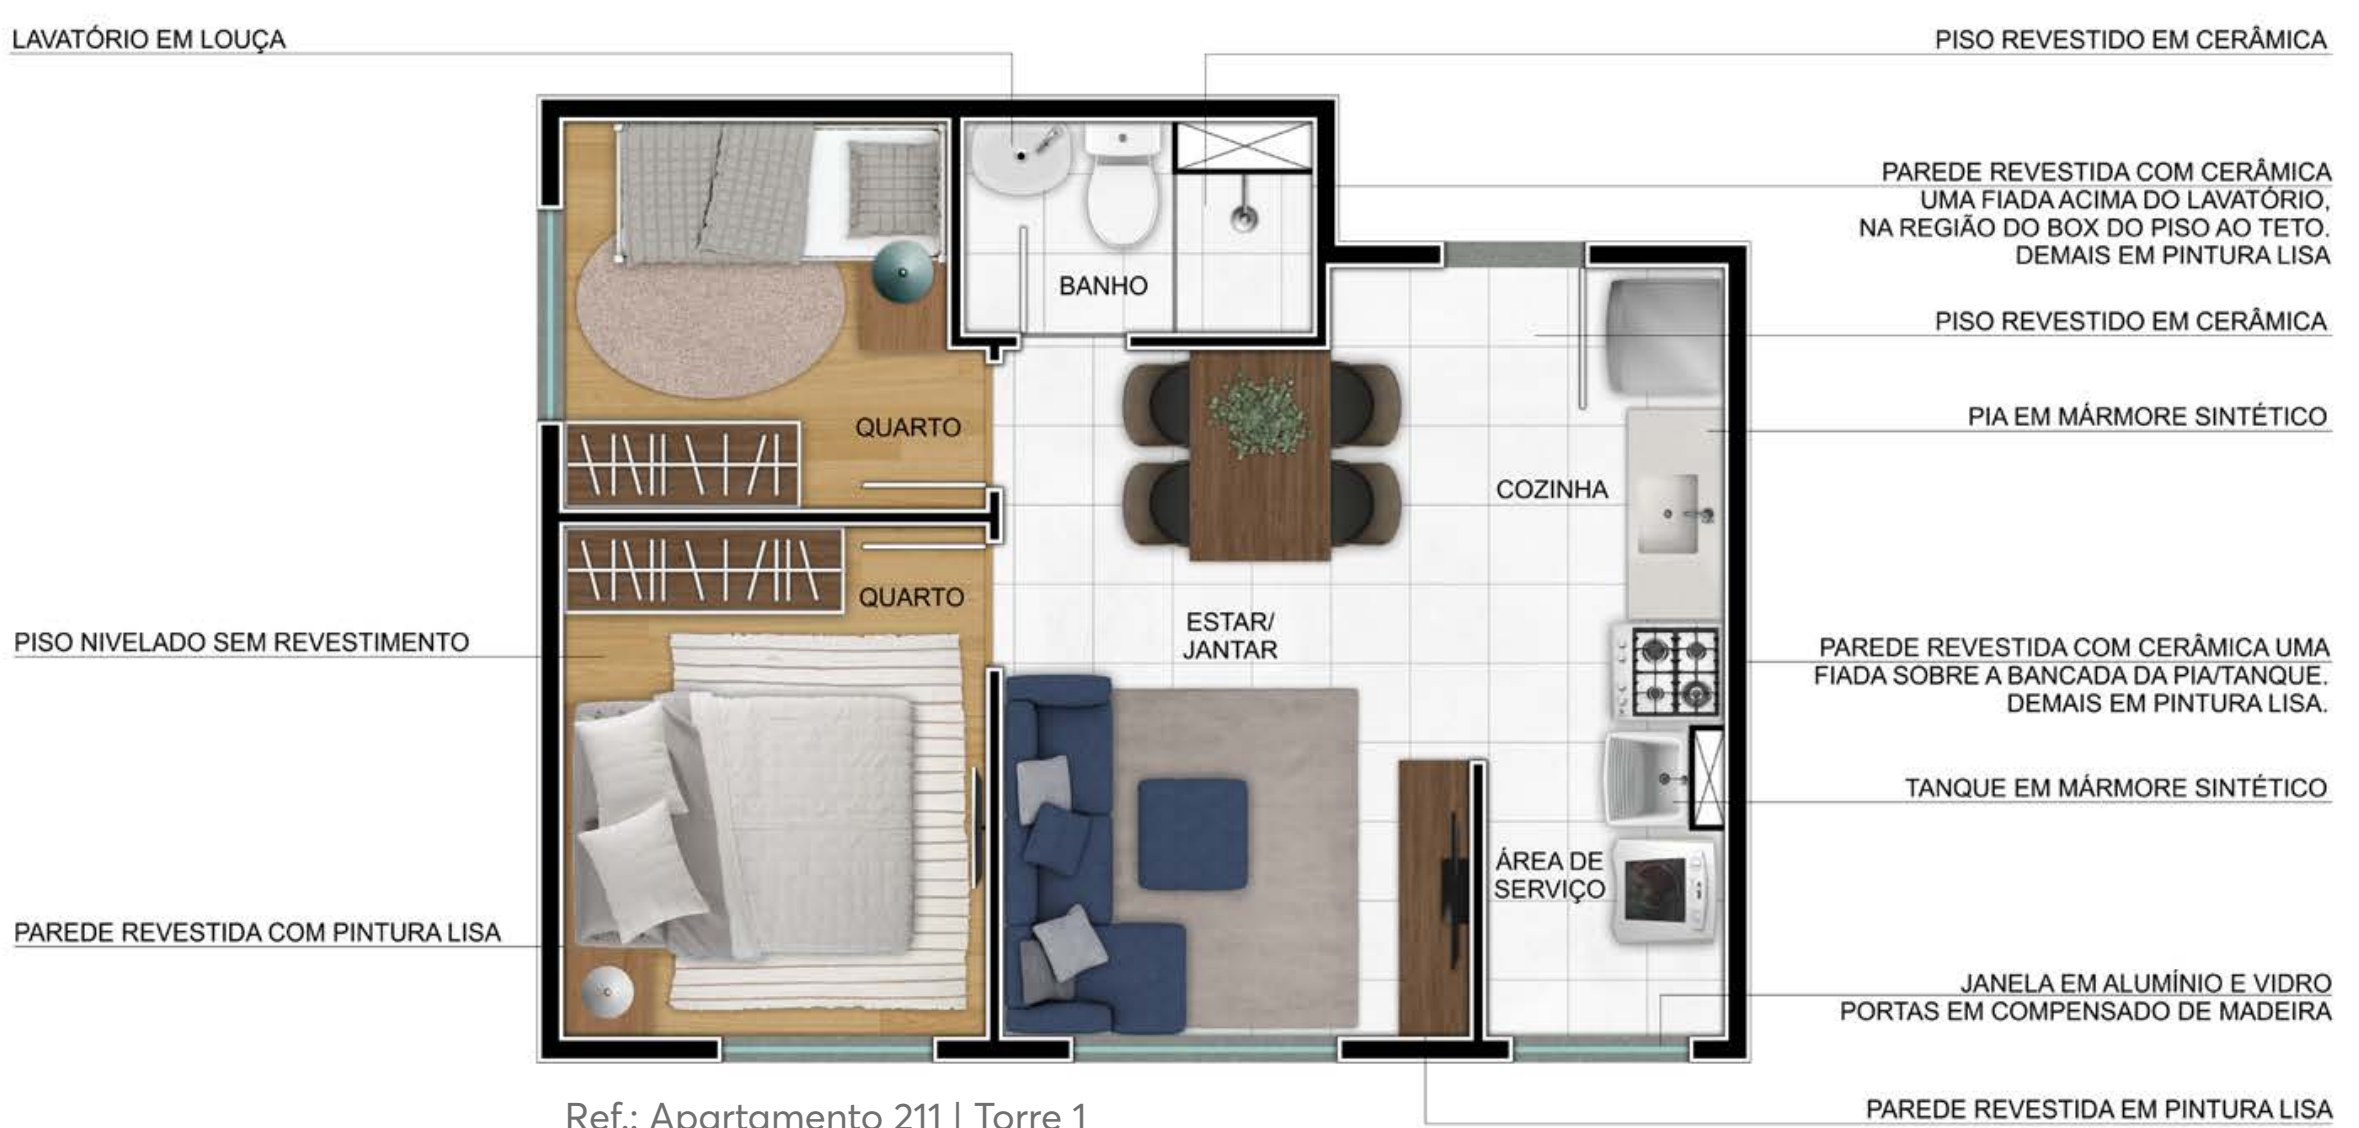 LAVATÓRIO EM LOUÇA
PISO REVESTIDO EM CERÂMICA
PAREDE REVESTIDA COM CERÂMICA
UMA FIADA ACIMA DO LAVATÓRIO,
NA REGIÃO DO BOX DO PISO AO TETO.
DEMAIS EM PINTURA LISA
BANHO
PISO REVESTIDO EM CERÂMICA
PIA EM MÁRMORE SINTÉTICO
QUARTO
COZINHA
QUARTO
ESTAR/
JANTAR
PISO NIVELADO SEM REVESTIMENTO
PAREDE REVESTIDA COM CERÂMICA UMA
FIADA SOBRE A BANCADA DA PIA/TANQUE.
DEMAIS EM PINTURA LISA.
TANQUE EM MÁRMORE SINTÉTICO
ÁREA DE
SERVIÇO
PAREDE REVESTIDA COM PINTURA LISA
JANELA EM ALUMÍNIO E VIDRO
PORTAS EM COMPENSADO DE MADEIRA
PAREDE REVESTIDA EM PINTURA LISA
Ref.: Apartamento 211 | Torre 1